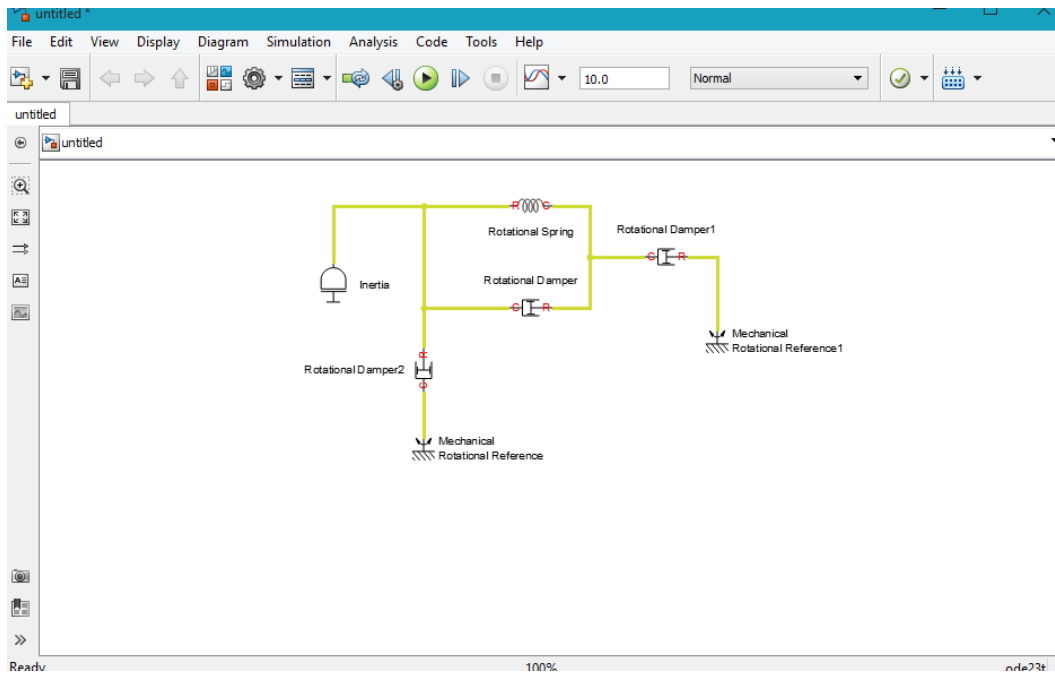 untitled *
File Edit View Display Diagram Simulation Analysis Code Tools Help
10.0 Normal
untitled
untitled
R C
Rotational Spring
Rotational Damper1
C R
Inertia
Rotational Damper
C R
Mechanical
Rotational Reference1
R
Rotational Damper2
C
Mechanical
Rotational Reference
Ready 100% ode23t